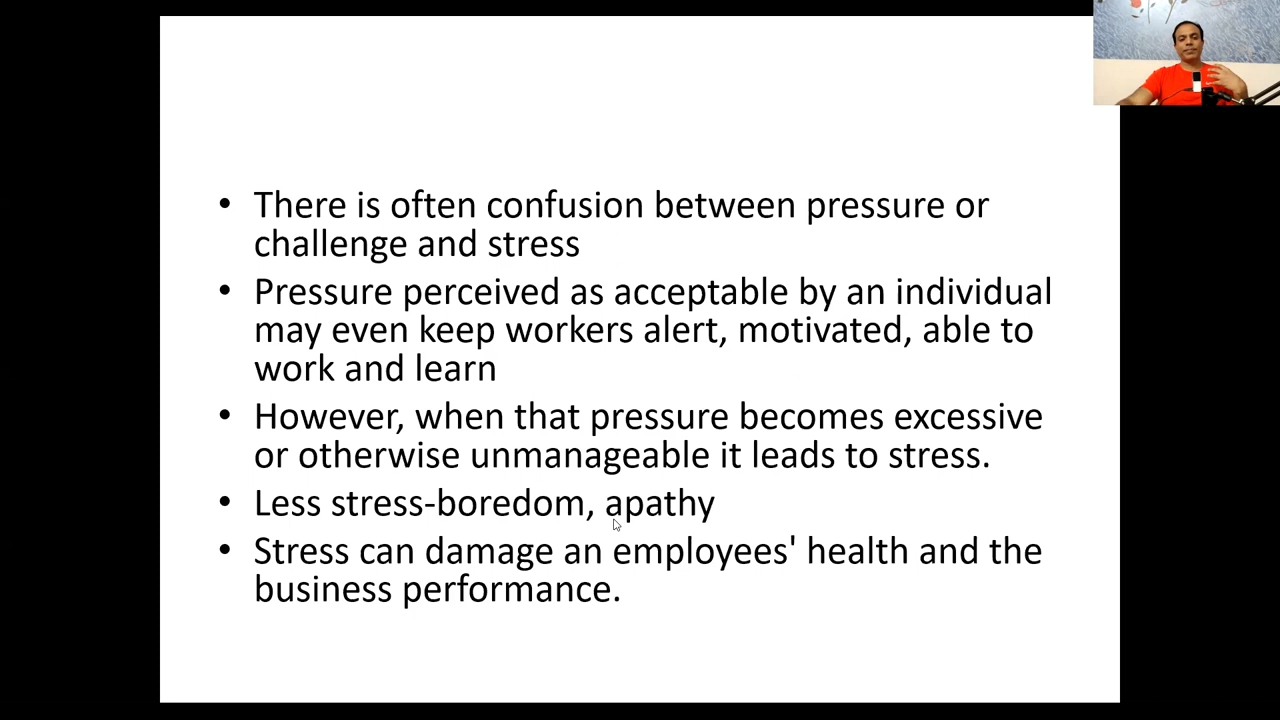 • There is often confusion between pressure or
challenge and stress
• Pressure perceived as acceptable by an individual
may even keep workers alert, motivated, able to
work and learn
• However, when that pressure becomes excessive
or otherwise unmanageable it leads to stress.
• Less stress-boredom, apathy
• Stress can damage an employees' health and the
business performance.